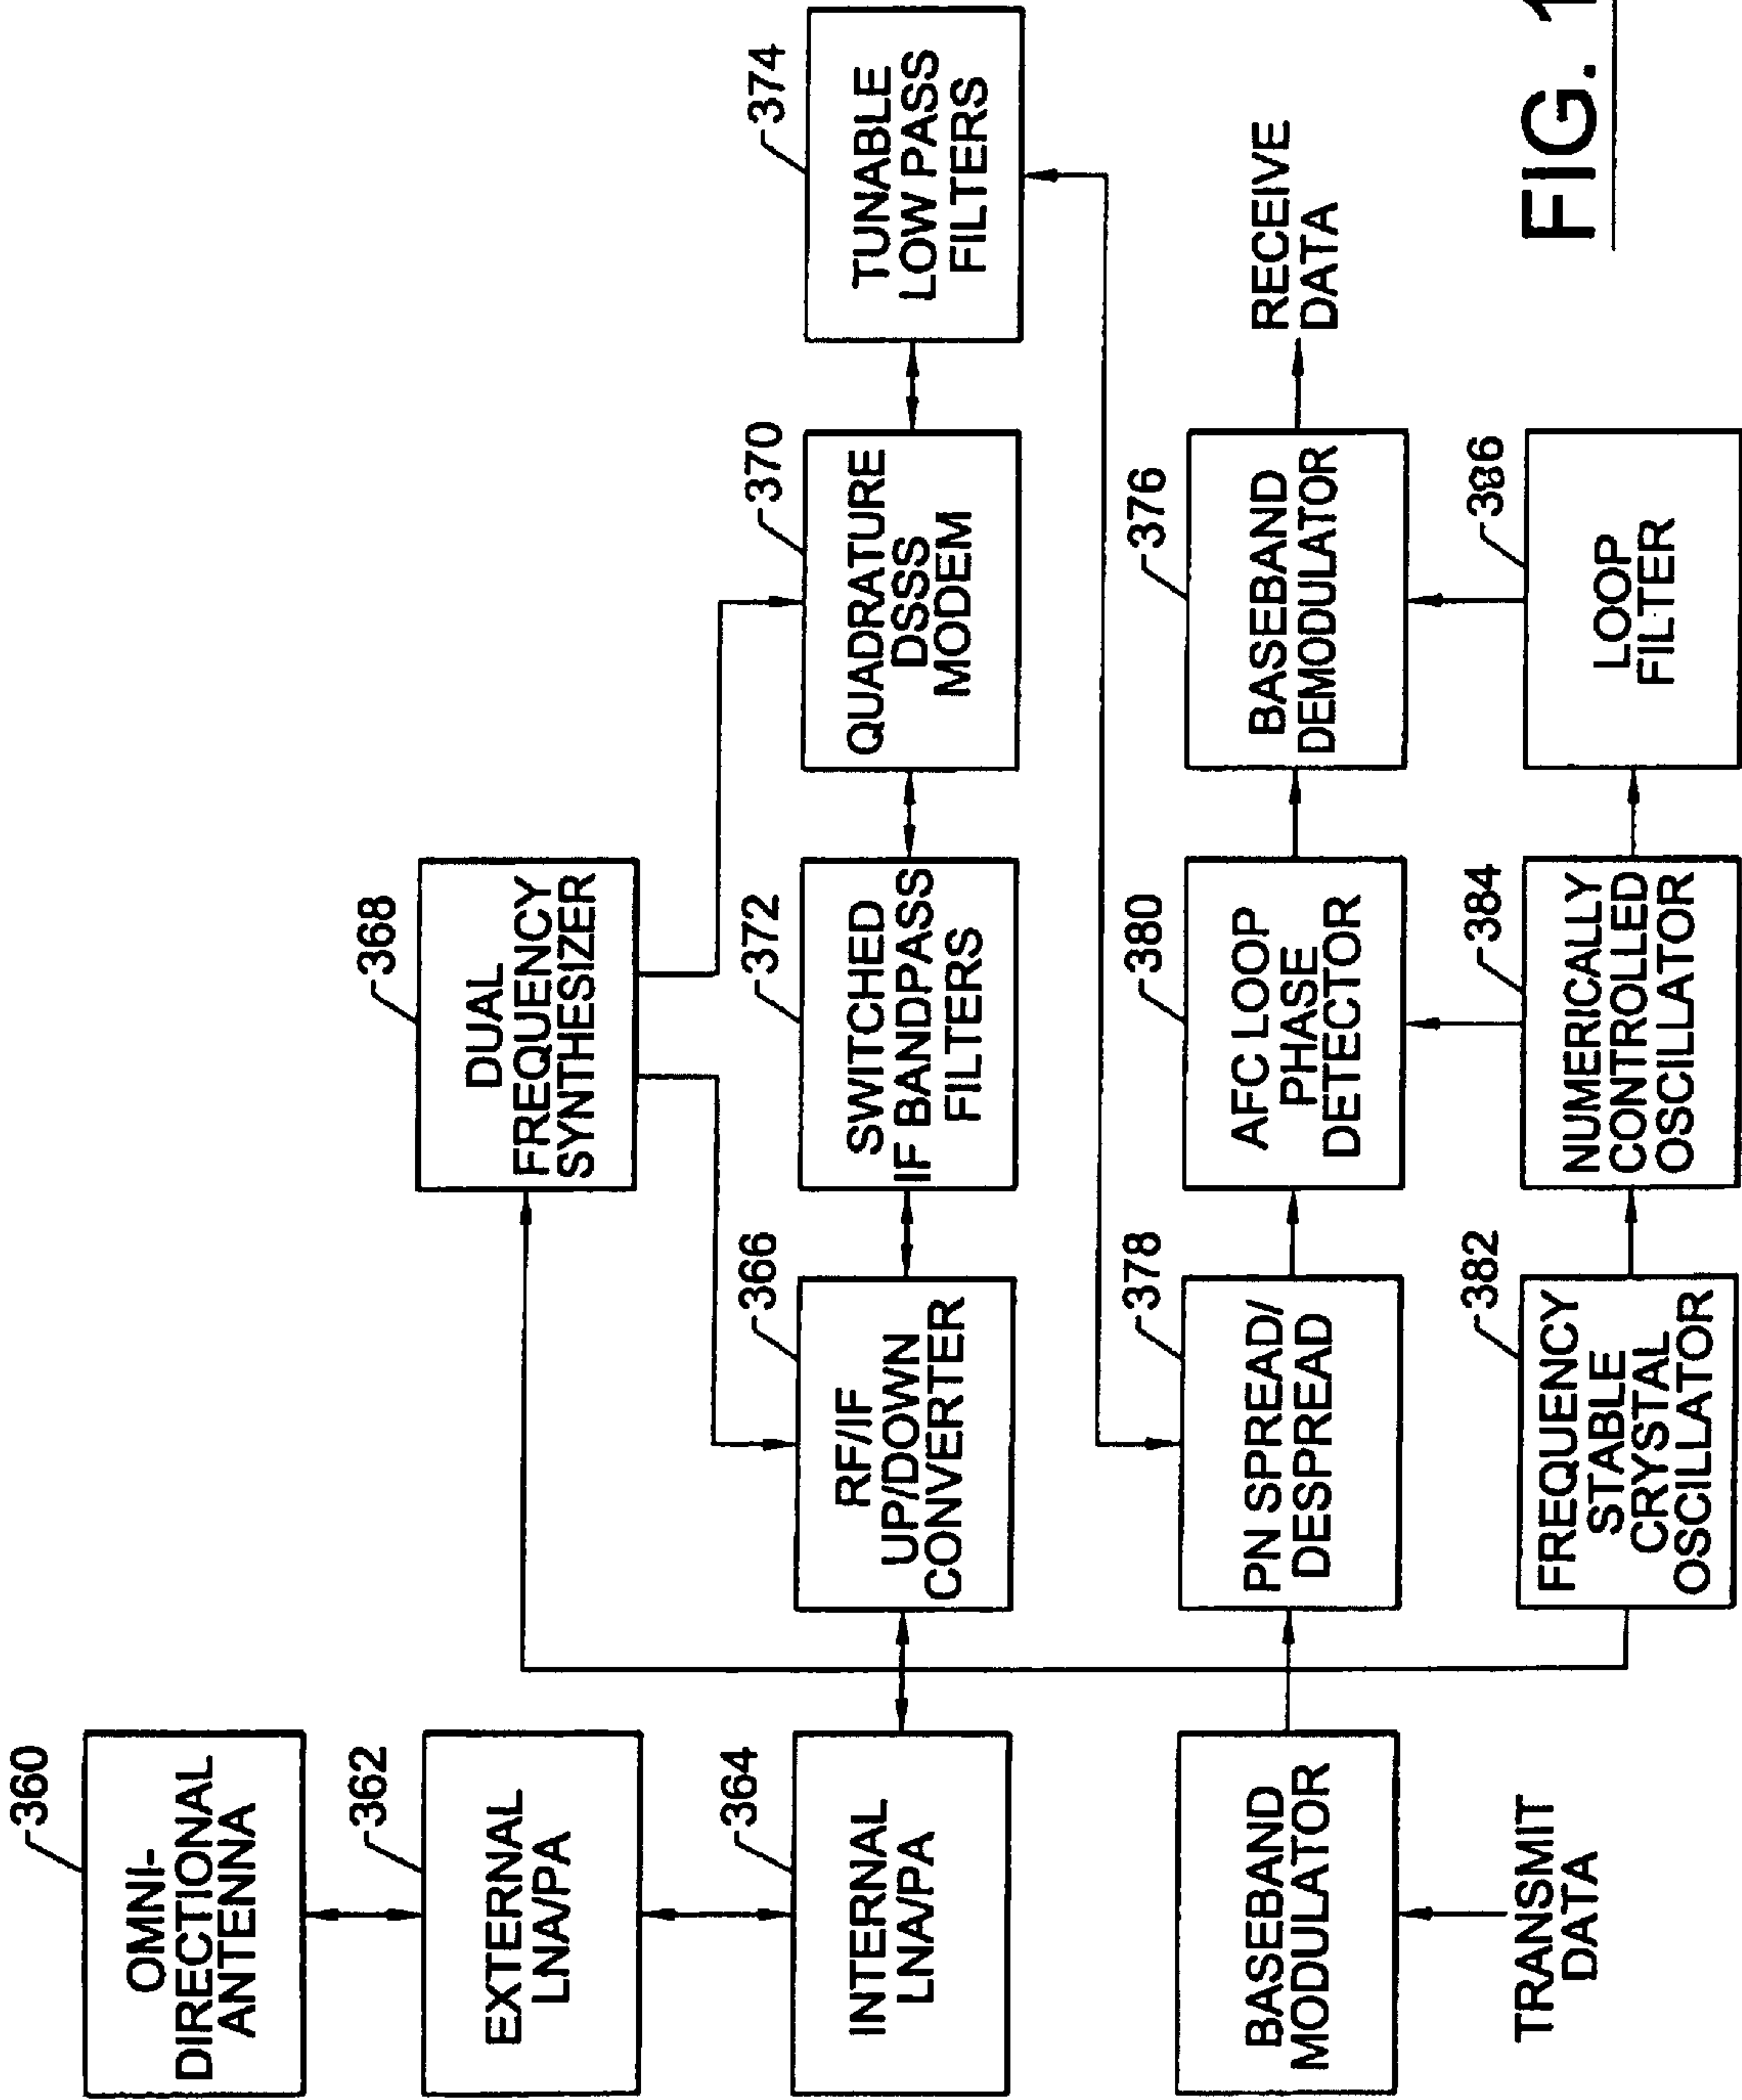 360
OMNI-
DIRECTIONAL
ANTENNA
362
EXTERNAL
LNA/PA
364
INTERNAL
LNA/PA
368
DUAL
FREQUENCY
SYNTHESIZER
366
RF/IF
UP/DOWN
CONVERTER
372
SWITCHED
IF BANDPASS
FILTERS
370
QUADRATURE
DSSS
MODEM
374
TUNABLE
LOW PASS
FILTERS
BASEBAND
MODULATOR
TRANSMIT
DATA
378
PN SPREAD/
DESPREAD
380
AFC LOOP
PHASE
DETECTOR
376
BASEBAND
DEMODULATOR
RECEIVE
DATA
382
FREQUENCY
STABLE
CRYSTAL
OSCILLATOR
384
NUMERICALLY
CONTROLLED
OSCILLATOR
386
LOOP
FILTER
FIG.